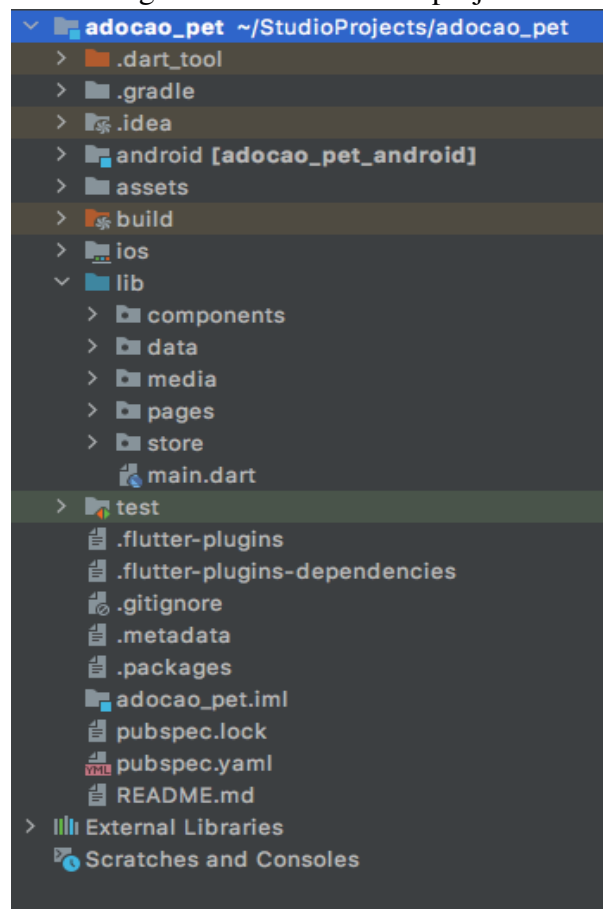 adocao_pet ~/StudioProjects/adocao_pet
.dart_tool
.gradle
.idea
android [adocao_pet_android]
assets
build
ios
lib
components
data
media
pages
store
main.dart
test
.flutter-plugins
.flutter-plugins-dependencies
.gitignore
.metadata
.packages
adocao_pet.iml
pubspec.lock
YML pubspec.yaml
README.md
External Libraries
Scratches and Consoles